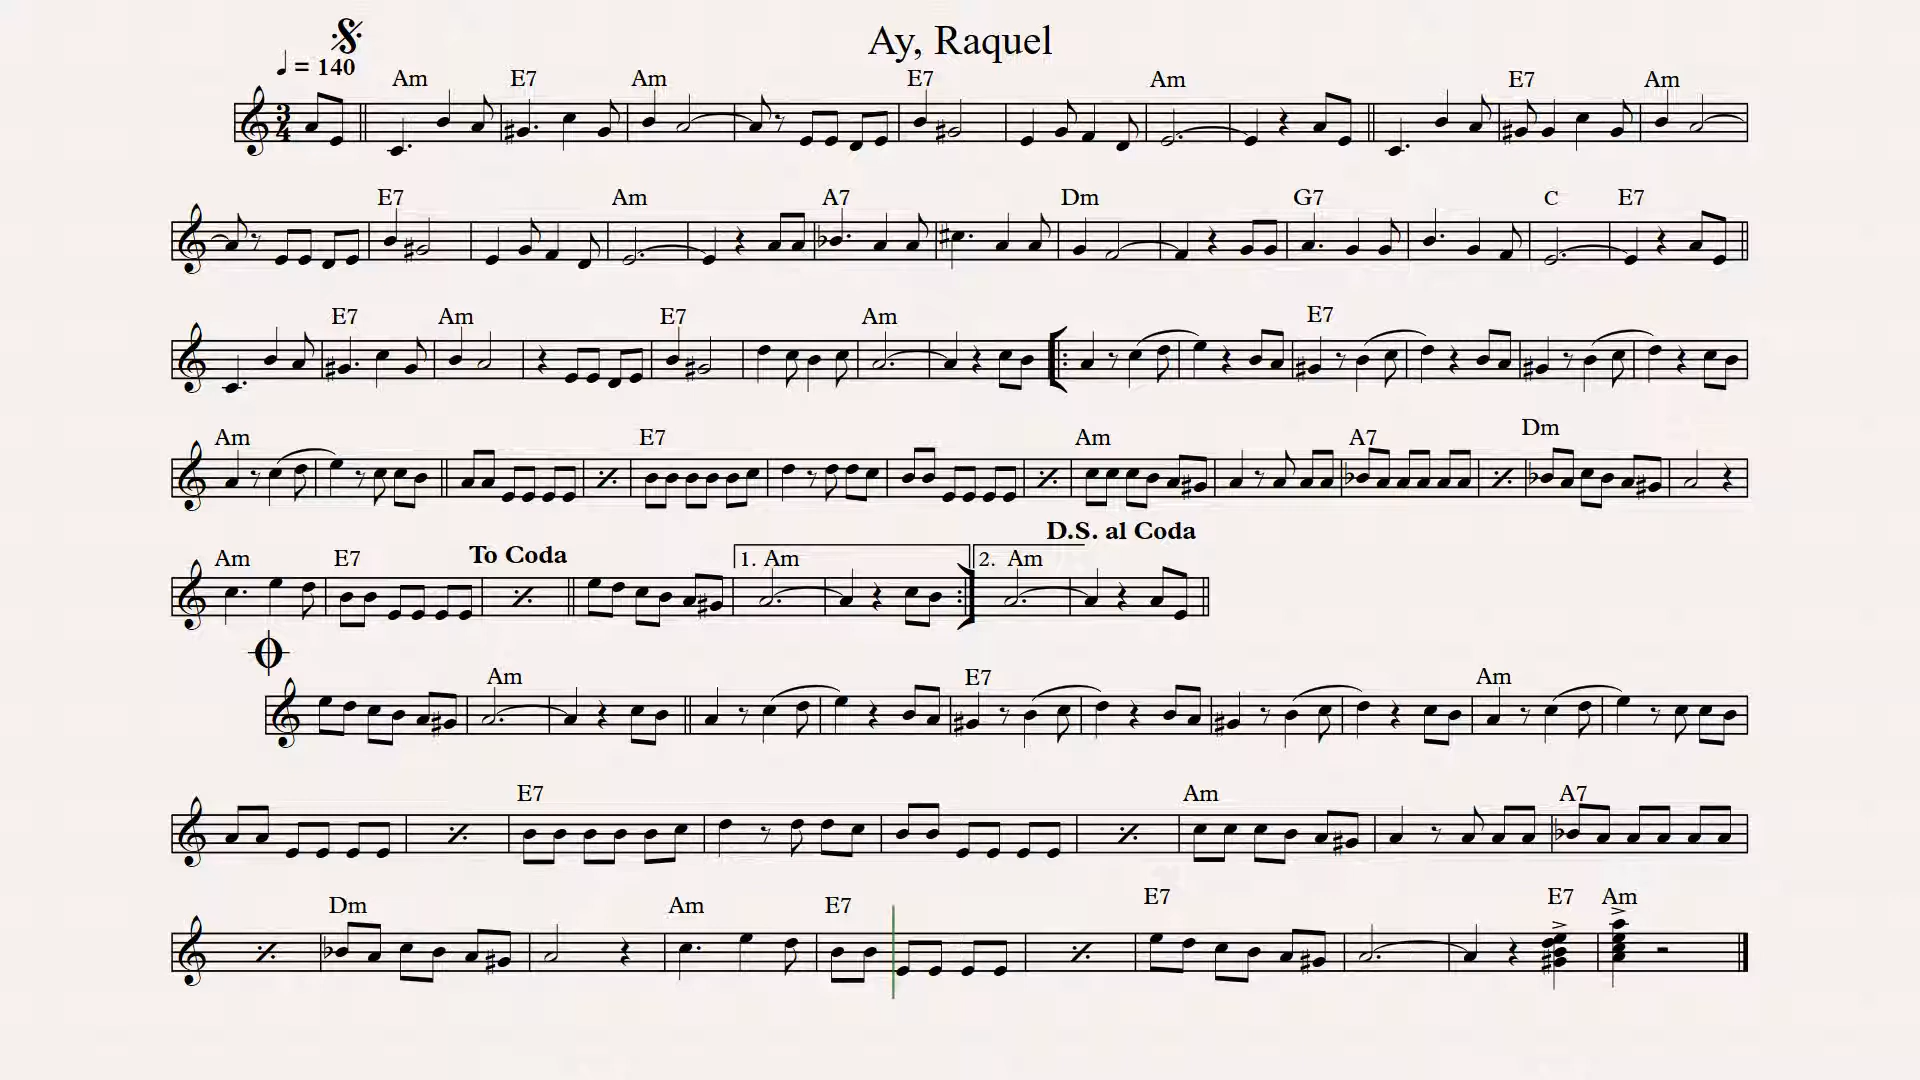 Ay, Raquel
= 140
Am E7 Am E7 Am E7 Am
3
4
E7 Am A7 Dm G7 C E7
E7 Am E7 Am E7
Am E7 Am A7 Dm
D.S. al Coda
Am E7 To Coda 1. Am 2. Am
Am E7 Am
E7 Am A7
Dm Am E7 E7 E7 Am